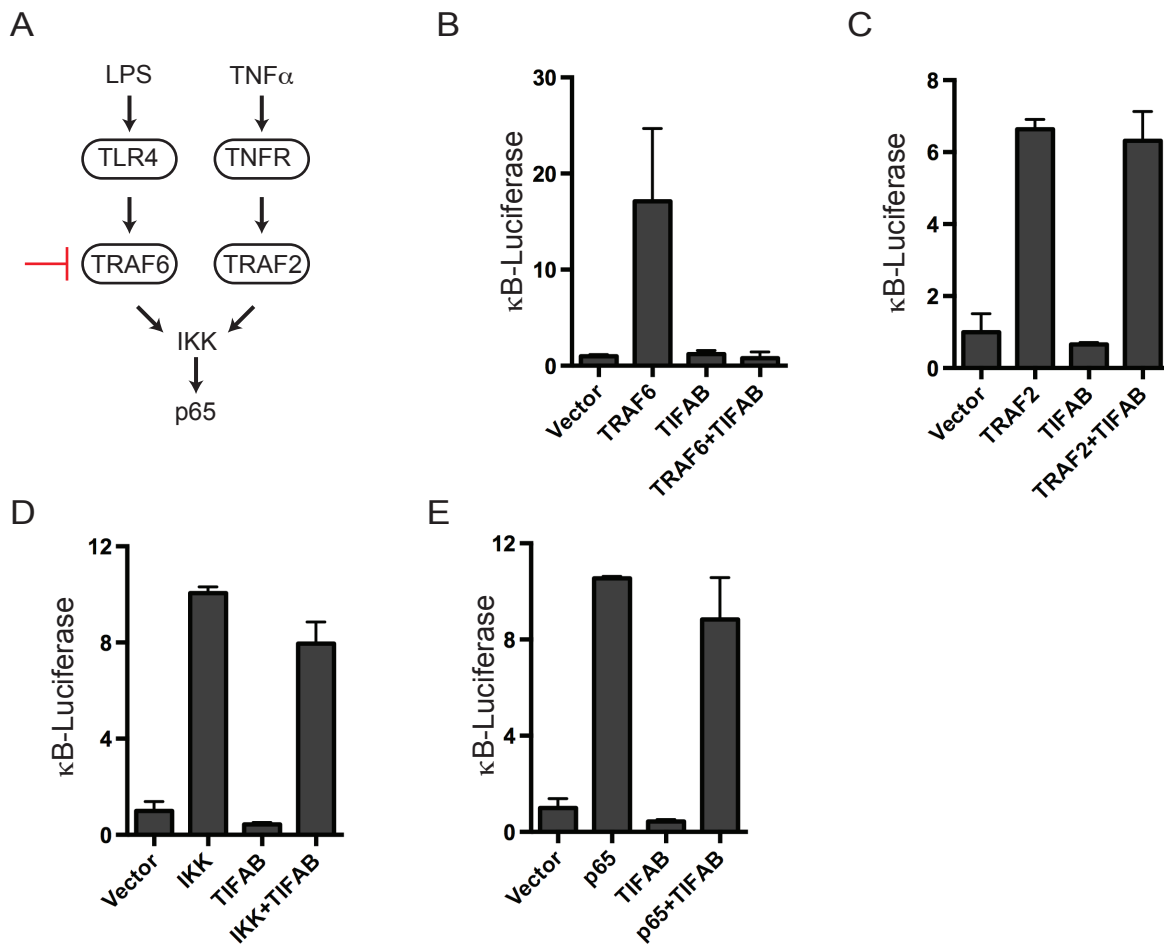 A
LPS TNFα
TLR4 TNFR
TRAF6 TRAF2
IKK
p65
B
κB-Luciferase
30
20
10
0
Vector
TRAF6
TIFAB
TRAF6+TIFAB
C
κB-Luciferase
8
6
4
2
0
Vector
TRAF2
TIFAB
TRAF2+TIFAB
D
κB-Luciferase
12
8
4
0
Vector
IKK
TIFAB
IKK+TIFAB
E
κB-Luciferase
12
8
4
0
Vector
p65
TIFAB
p65+TIFAB